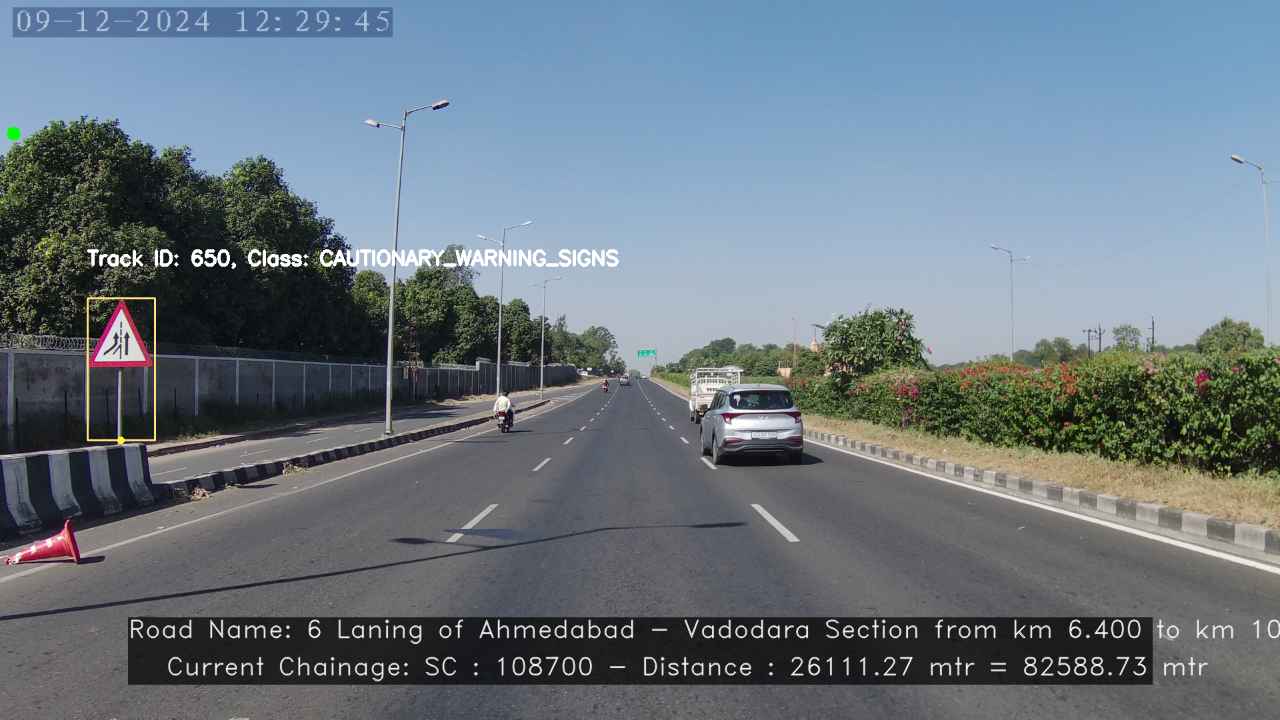 09-12-2024 12:29:45
Track ID: 650, Class: CAUTIONARY_WARNING_SIGNS
Road Name: 6 Laning of Ahmedabad - Vadodara Section from km 6.400 to km 10
Current Chainage: SC : 108700 - Distance : 26111.27 mtr = 82588.73 mtr